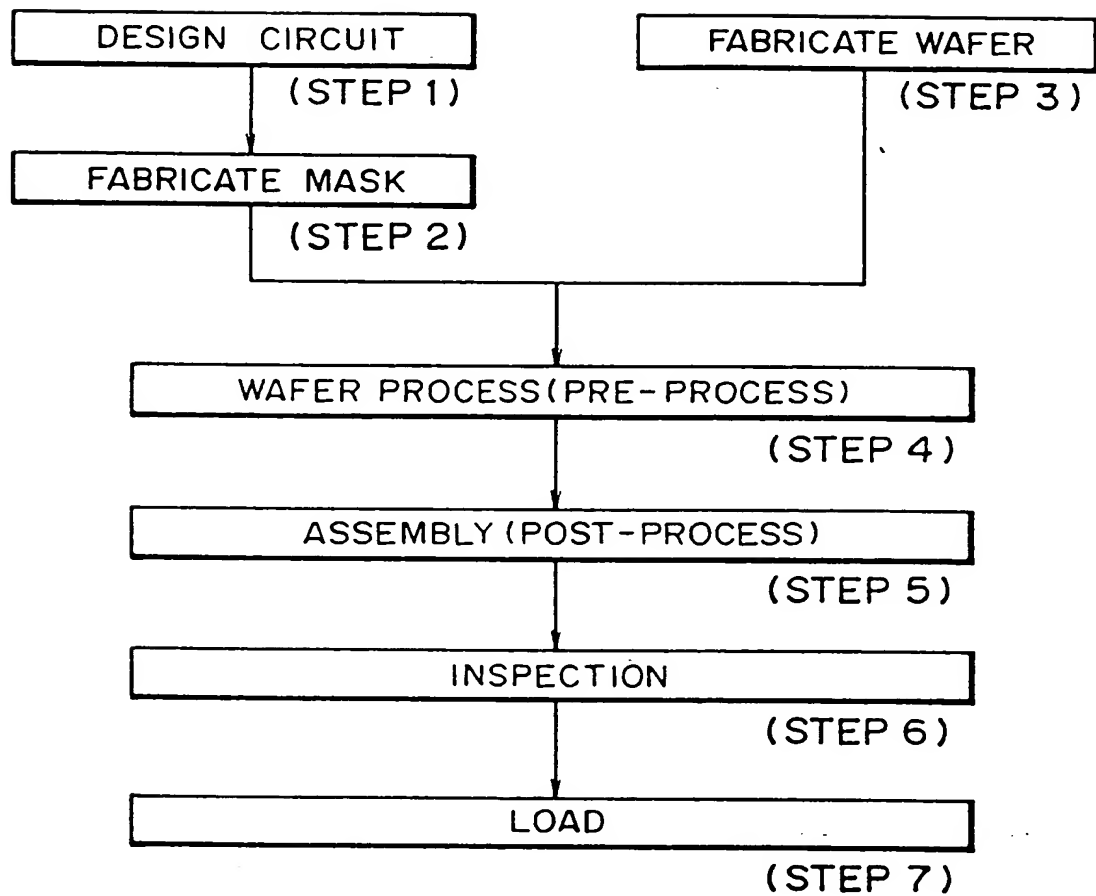 DESIGN CIRCUIT
(STEP 1)
FABRICATE WAFER
(STEP 3)
FABRICATE MASK
(STEP 2)
WAFER PROCESS (PRE-PROCESS)
(STEP 4)
ASSEMBLY (POST-PROCESS)
(STEP 5)
INSPECTION
(STEP 6)
LOAD
(STEP 7)